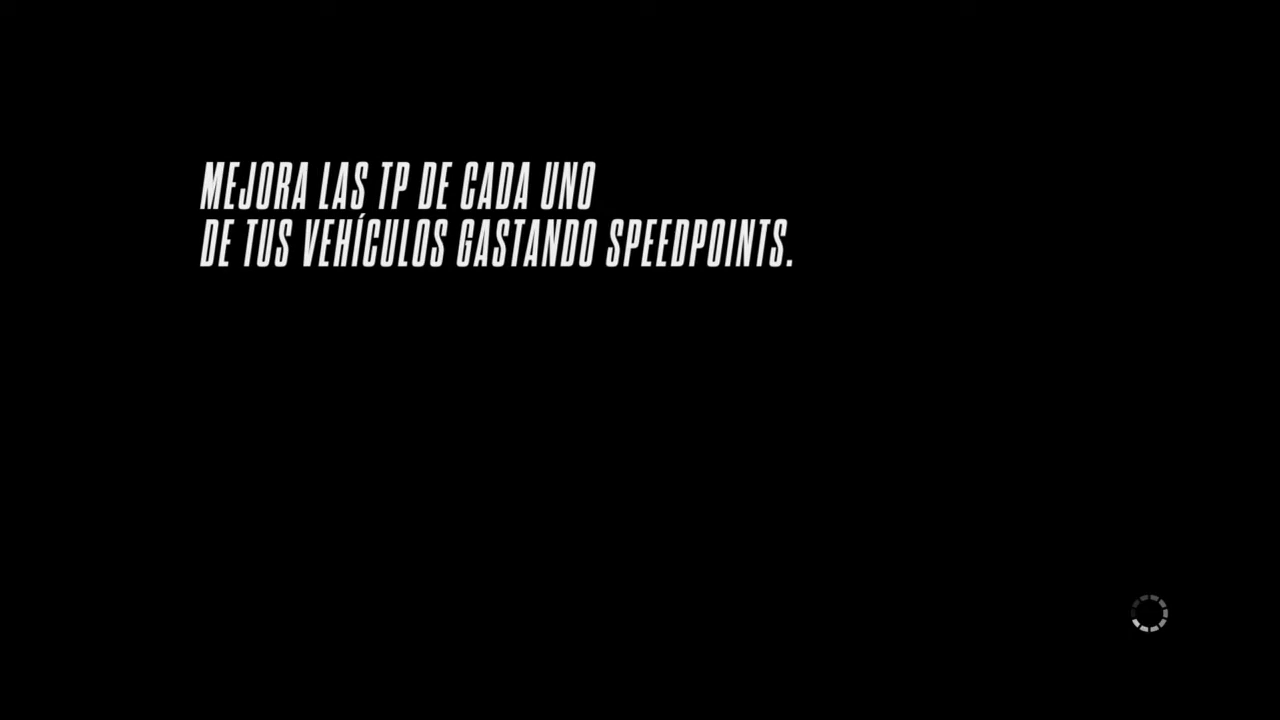 MEJORA LAS TP DE CADA UNO
DE TUS VEHÍCULOS GASTANDO SPEEDPOINTS.